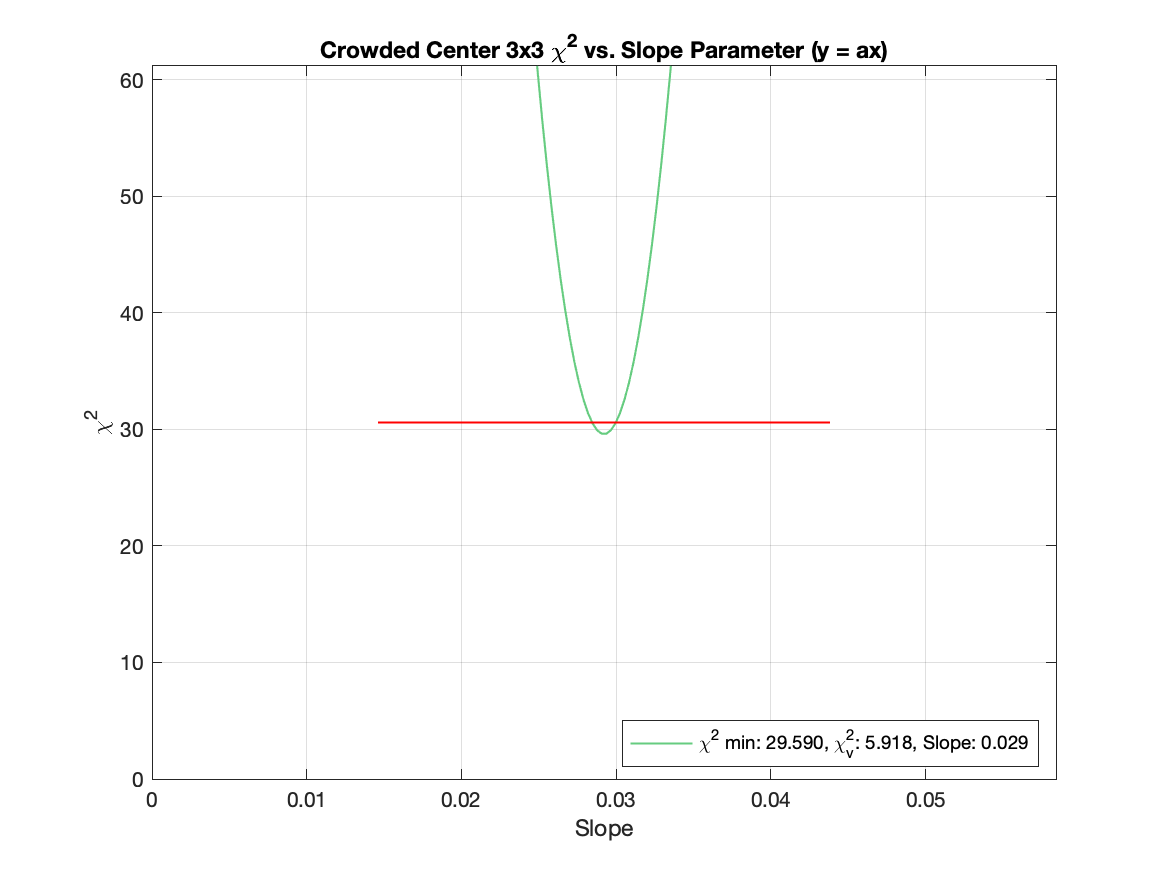 Crowded Center 3x3 χ² vs. Slope Parameter (y = ax)
60
50
40
30
20
10
0
χ²
χ² min: 29.590, χ²ᵥ: 5.918, Slope: 0.029
0 0.01 0.02 0.03 0.04 0.05
Slope